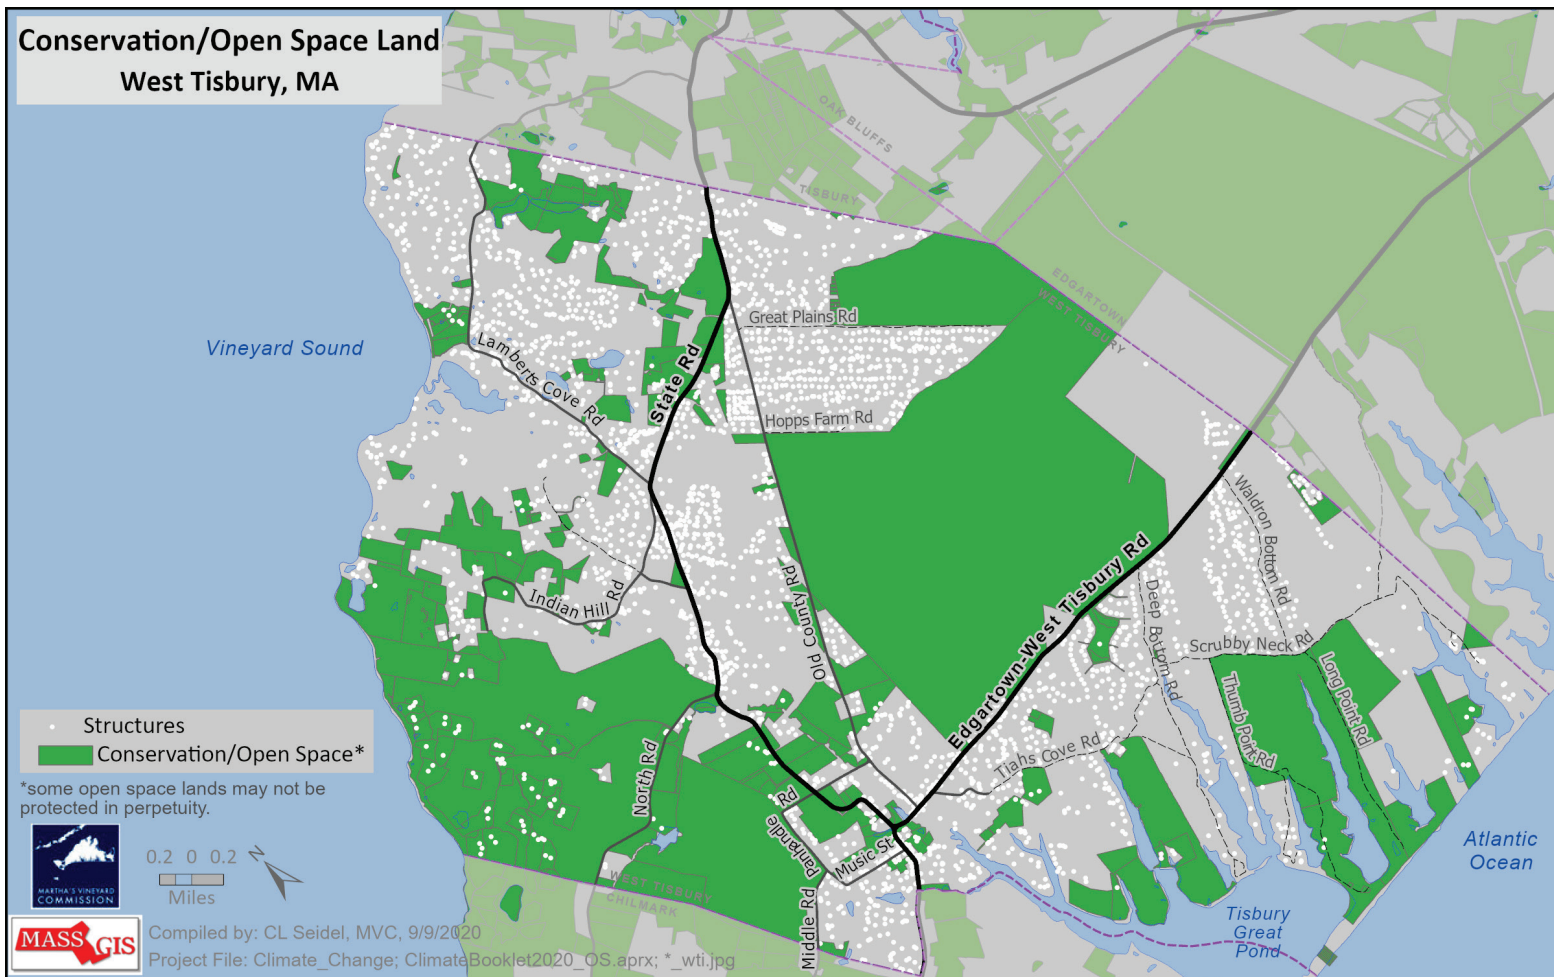 Conservation/Open Space Land
West Tisbury, MA
OAK BLUFFS
TISBURY
EDGARTOWN
WEST TISBURY
Great Plains Rd
Vineyard Sound
Lamberts Cove Rd
State Rd
Hopps Farm Rd
Waldron Bottom Rd
Edgartown-West Tisbury Rd
Old County Rd
Indian Hill Rd
Deep Bottom Rd
Scrubby Neck Rd
Long Point Rd
Thumb Point Rd
Tiahs Cove Rd
North Rd
Panhandle Rd
Music St
Middle Rd
WEST TISBURY
CHILMARK
Atlantic
Ocean
Tisbury
Great
Pond
Structures
Conservation/Open Space*
*some open space lands may not be
protected in perpetuity.
MARTHA'S VINEYARD
COMMISSION
0.2 0 0.2
Miles
N
MASS GIS
Compiled by: CL Seidel, MVC, 9/9/2020
Project File: Climate_Change; ClimateBooklet2020_OS.aprx; *_wti.jpg